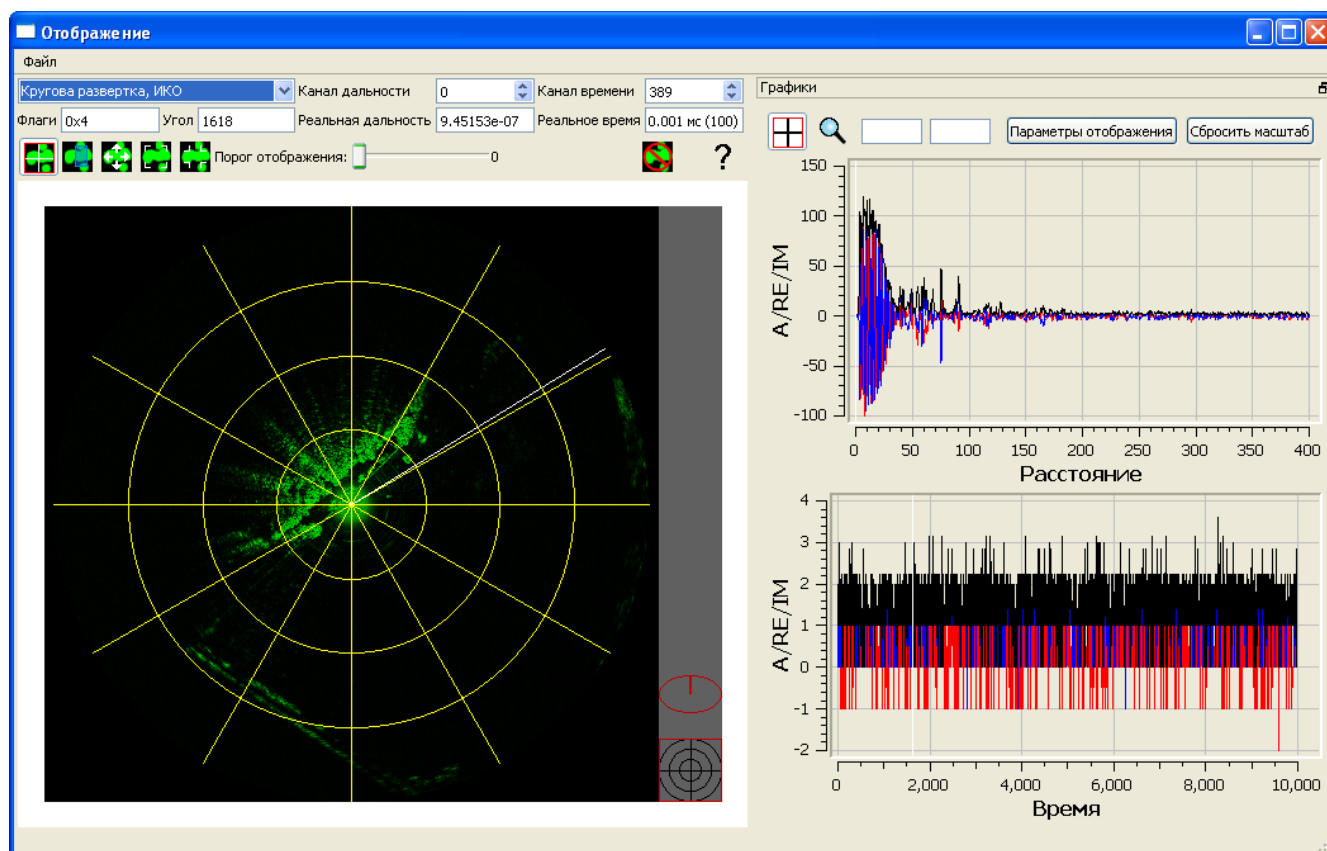 Отображение
Файл
Кругова развертка, ИКО Канал дальности 0 Канал времени 389
Флаги 0x4 Угол 1618 Реальная дальность 9.45153e-07 Реальное время 0.001 мс (100)
Порог отображения: 0 ?
Графики
Параметры отображения Сбросить масштаб
150
100
50
0
-50
-100
A/RE/IM
0 50 100 150 200 250 300 350 400
Расстояние
4
3
2
1
0
-1
-2
A/RE/IM
0 2,000 4,000 6,000 8,000 10,000
Время